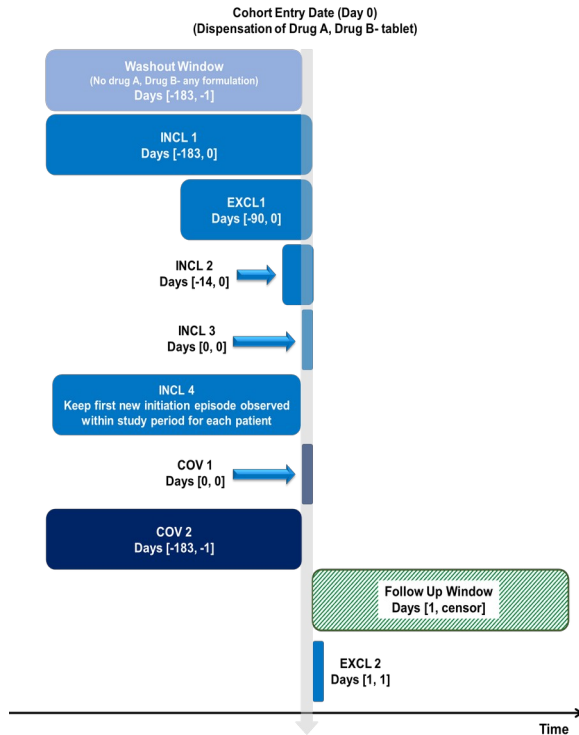 Cohort Entry Date (Day 0)
(Dispensation of Drug A, Drug B- tablet)
Washout Window
(No drug A, Drug B- any formulation)
Days [-183, -1]
INCL 1
Days [-183, 0]
EXCL1
Days [-90, 0]
INCL 2
Days [-14, 0]
INCL 3
Days [0, 0]
INCL 4
Keep first new initiation episode observed
within study period for each patient
COV 1
Days [0, 0]
COV 2
Days [-183, -1]
Follow Up Window
Days [1, censor]
EXCL 2
Days [1, 1]
Time